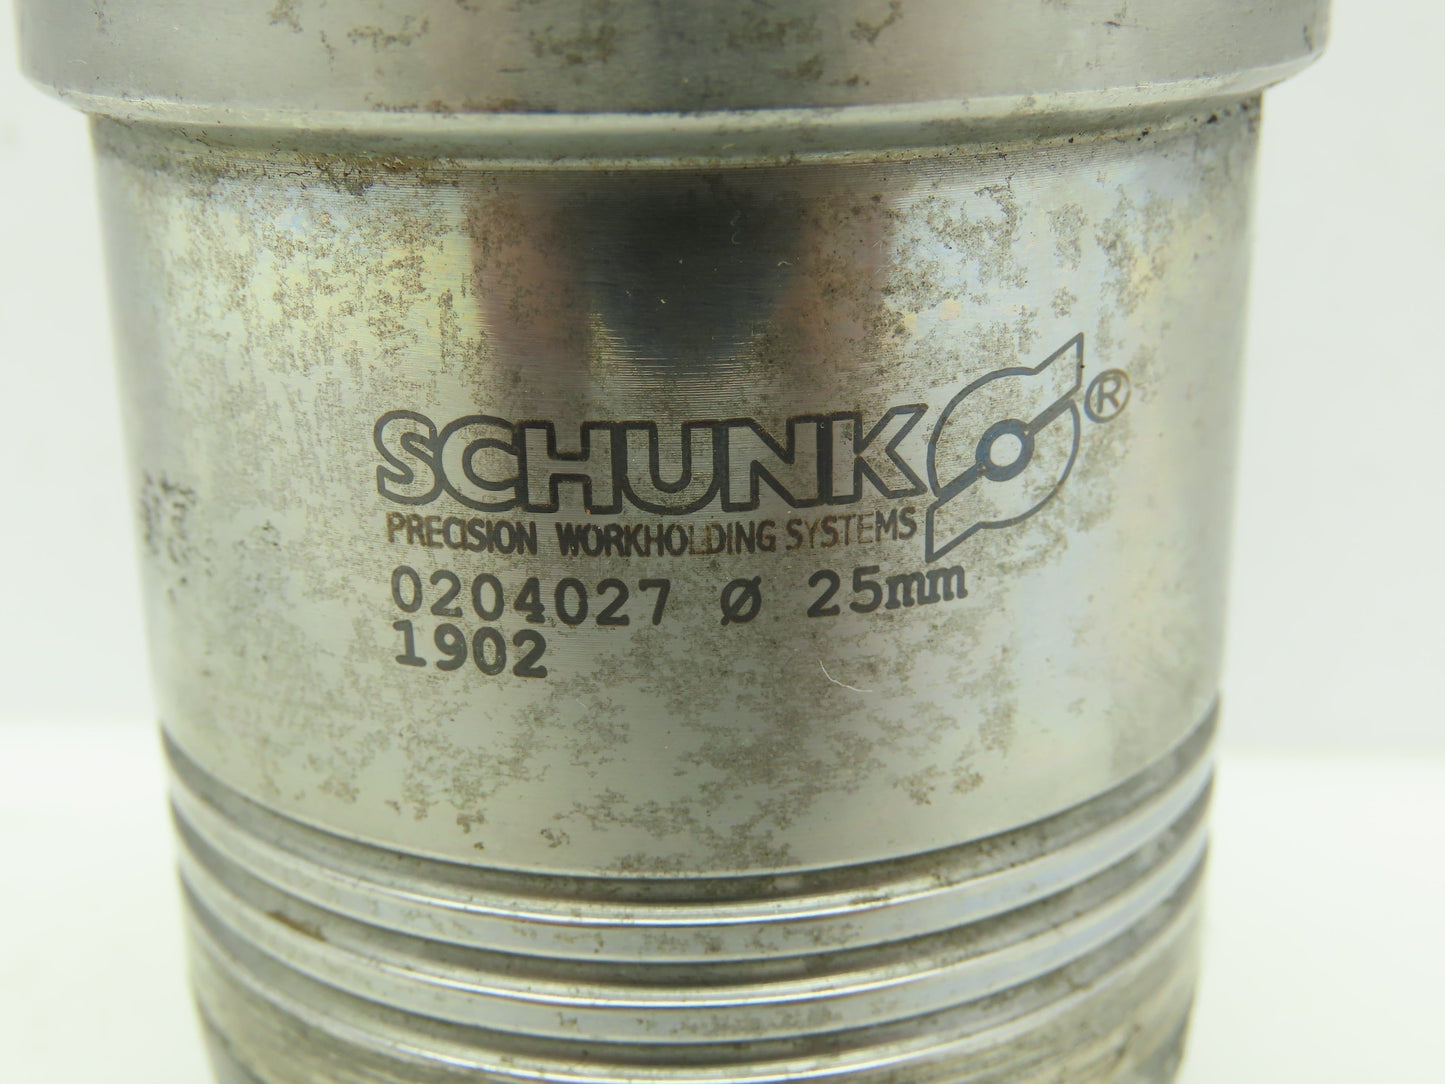 SCHUNK ®
PRECISION WORKHOLDING SYSTEMS
0204027 Ø 25mm
1902